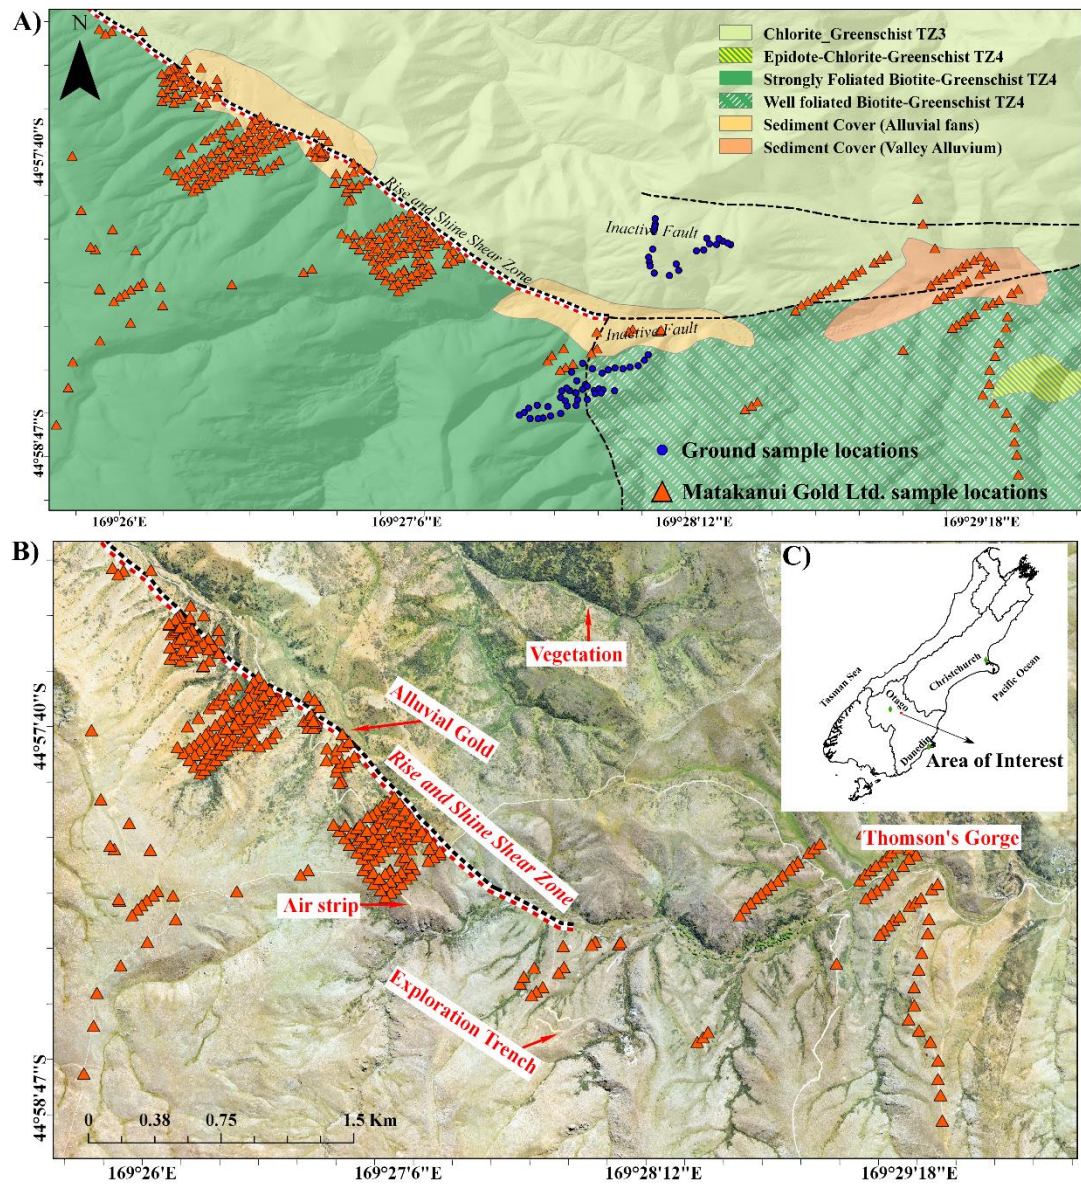 A)
N
Chlorite_Greenschist TZ3
Epidote-Chlorite-Greenschist TZ4
Strongly Foliated Biotite-Greenschist TZ4
Well foliated Biotite-Greenschist TZ4
Sediment Cover (Alluvial fans)
Sediment Cover (Valley Alluvium)
44°57'40"S
Rise and Shine Shear Zone
Inactive Fault
Inactive Fault
44°58'47"S
Ground sample locations
Matakanui Gold Ltd. sample locations
169°26'E
169°27'6"E
169°28'12"E
169°29'18"E
B)
C)
Vegetation
Tasman Sea
Christchurch
Pacific Ocean
Otago
Dunedin
Area of Interest
44°57'40"S
Alluvial Gold
Rise and Shine Shear Zone
Thomson's Gorge
Air strip
Exploration Trench
44°58'47"S
0 0.38 0.75 1.5 Km
169°26'E
169°27'6"E
169°28'12"E
169°29'18"E